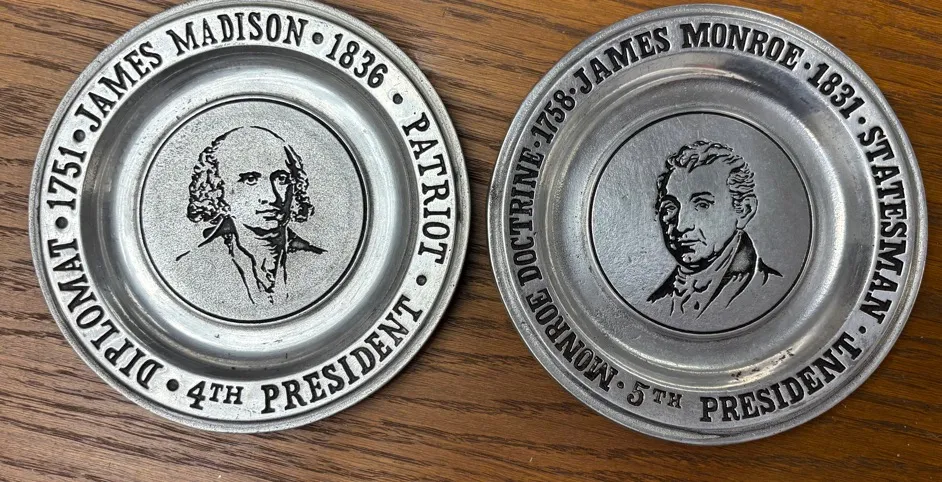 DIPLOMAT • 1751 • JAMES MADISON • 1836 • PATRIOT • 4TH PRESIDENT •
MONROE DOCTRINE • 1758 • JAMES MONROE • 1831 • STATESMAN • 5TH PRESIDENT •